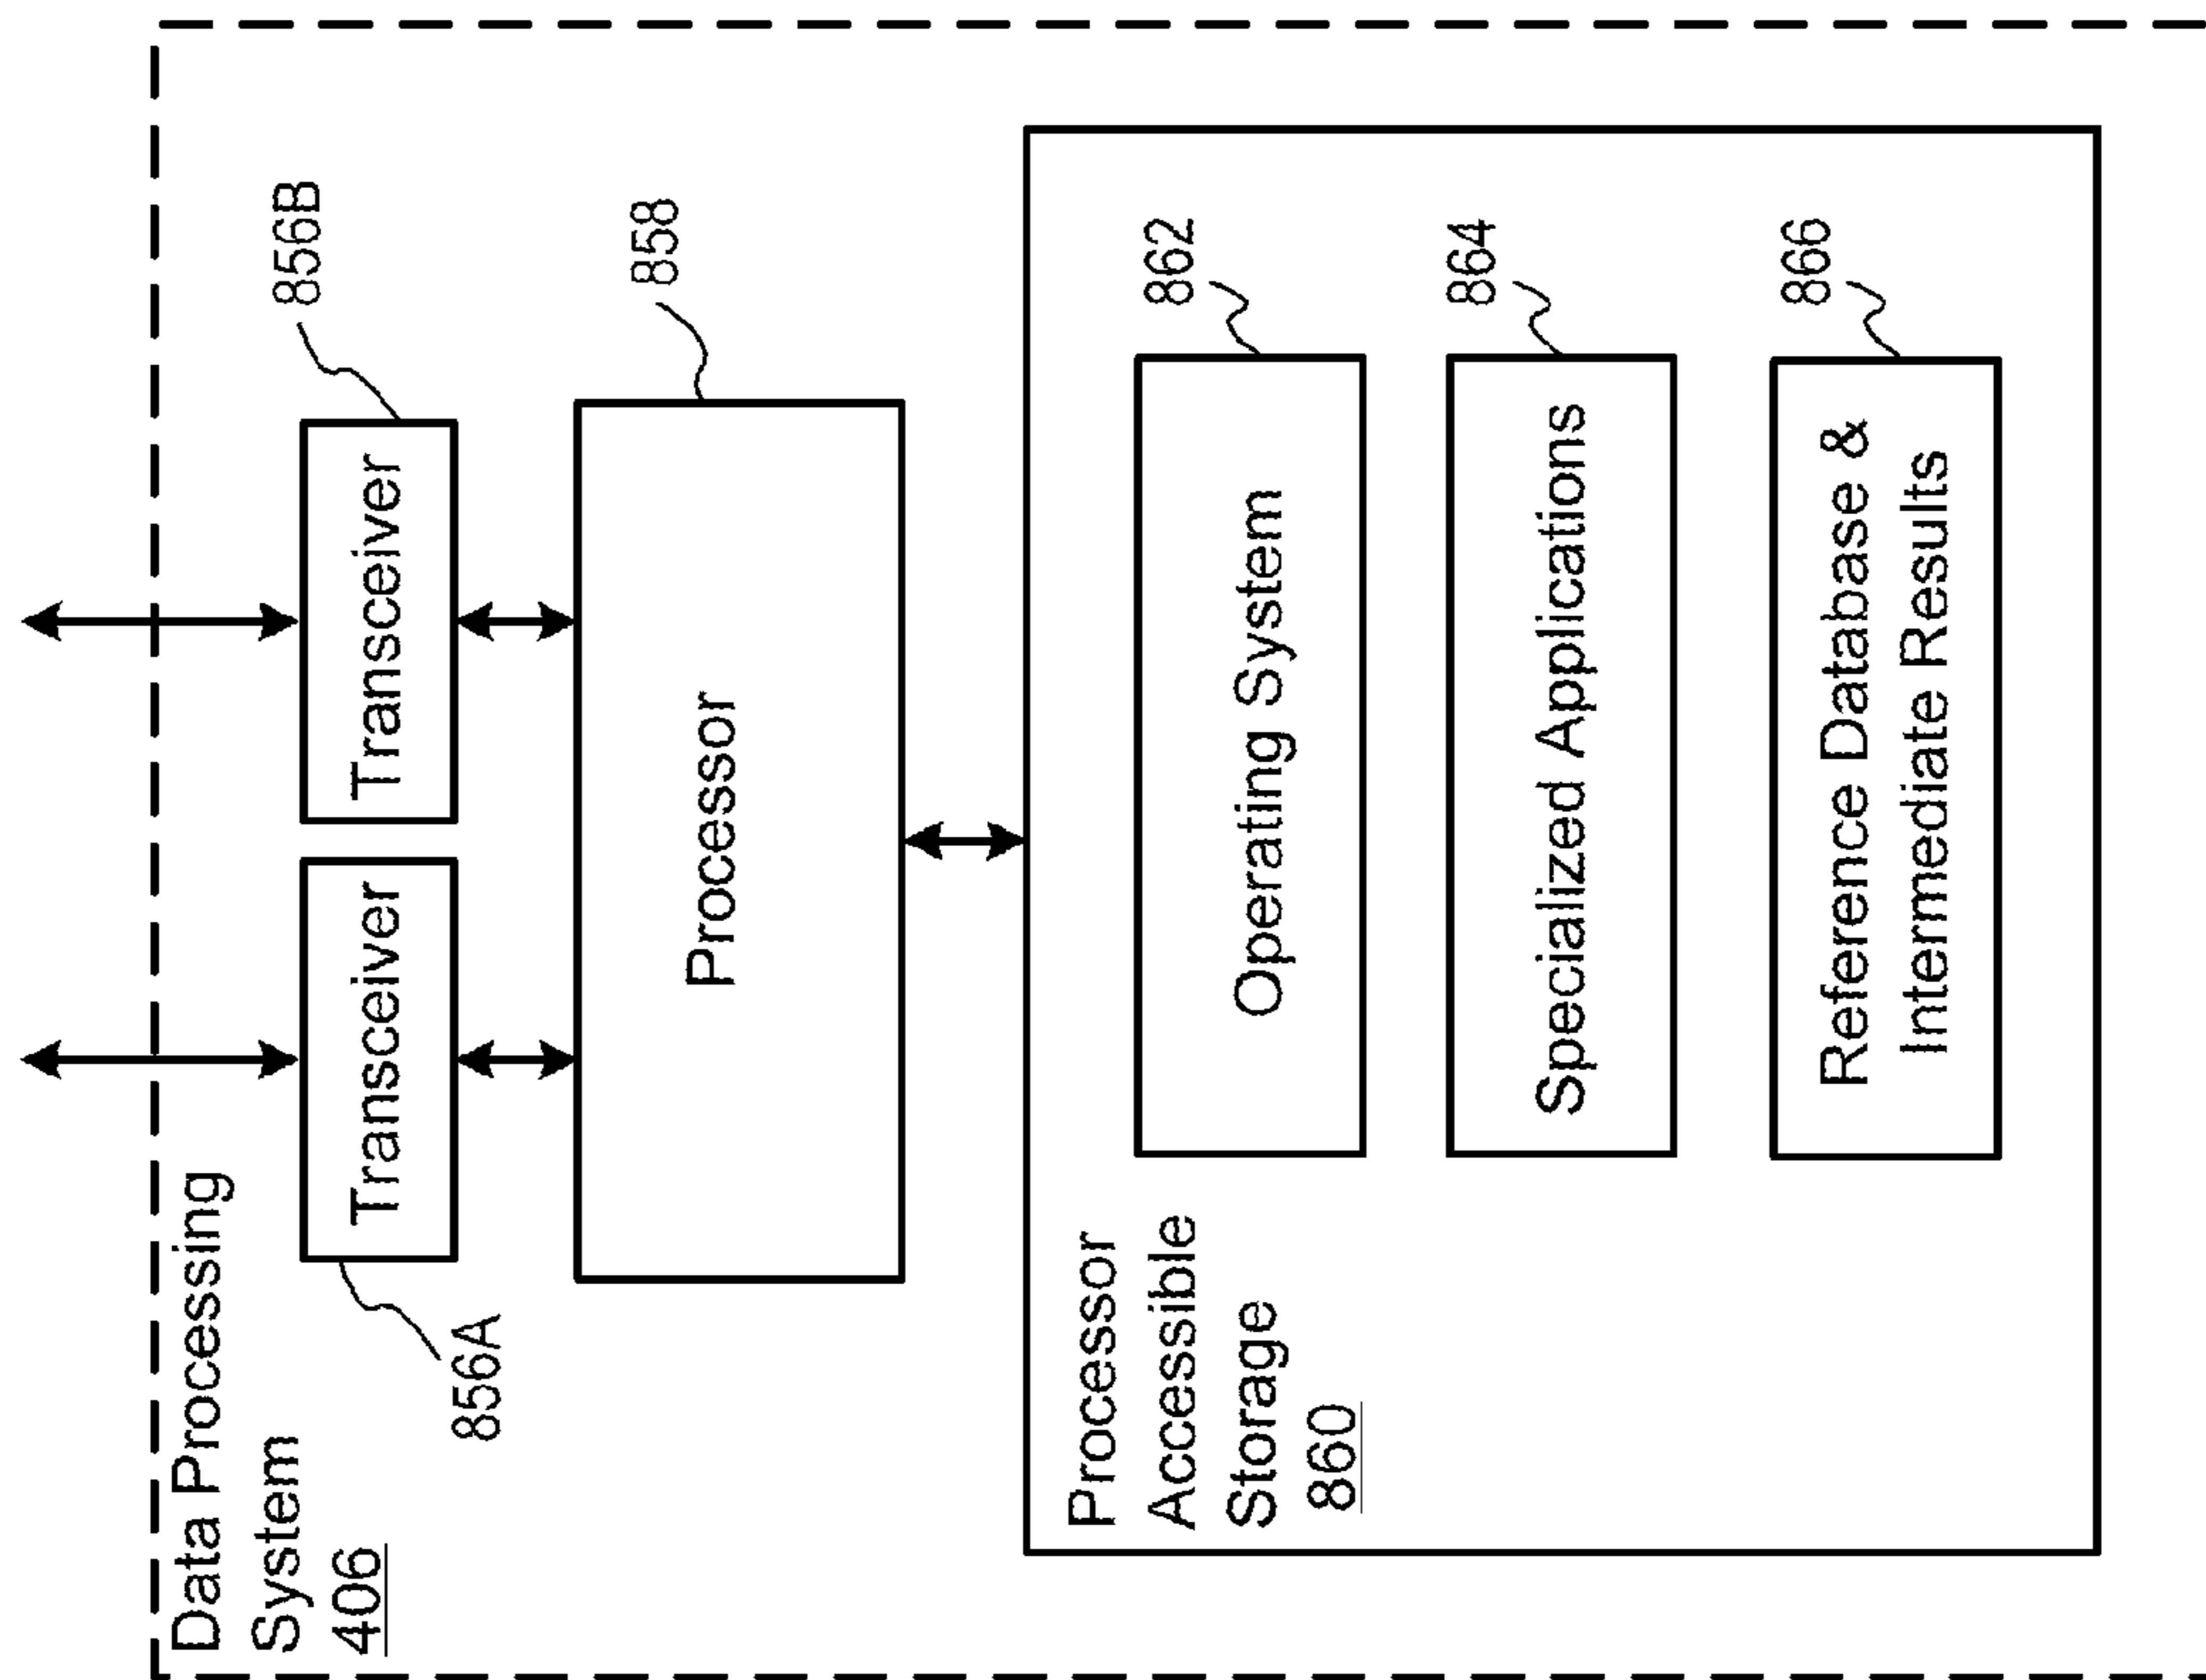 Data Processing
System
406
856A
Transceiver
Transceiver
856B
Processor
858
Processor
Accessible
Storage
860
Operating System
862
Specialized Applications
864
Reference Database &
Intermediate Results
866